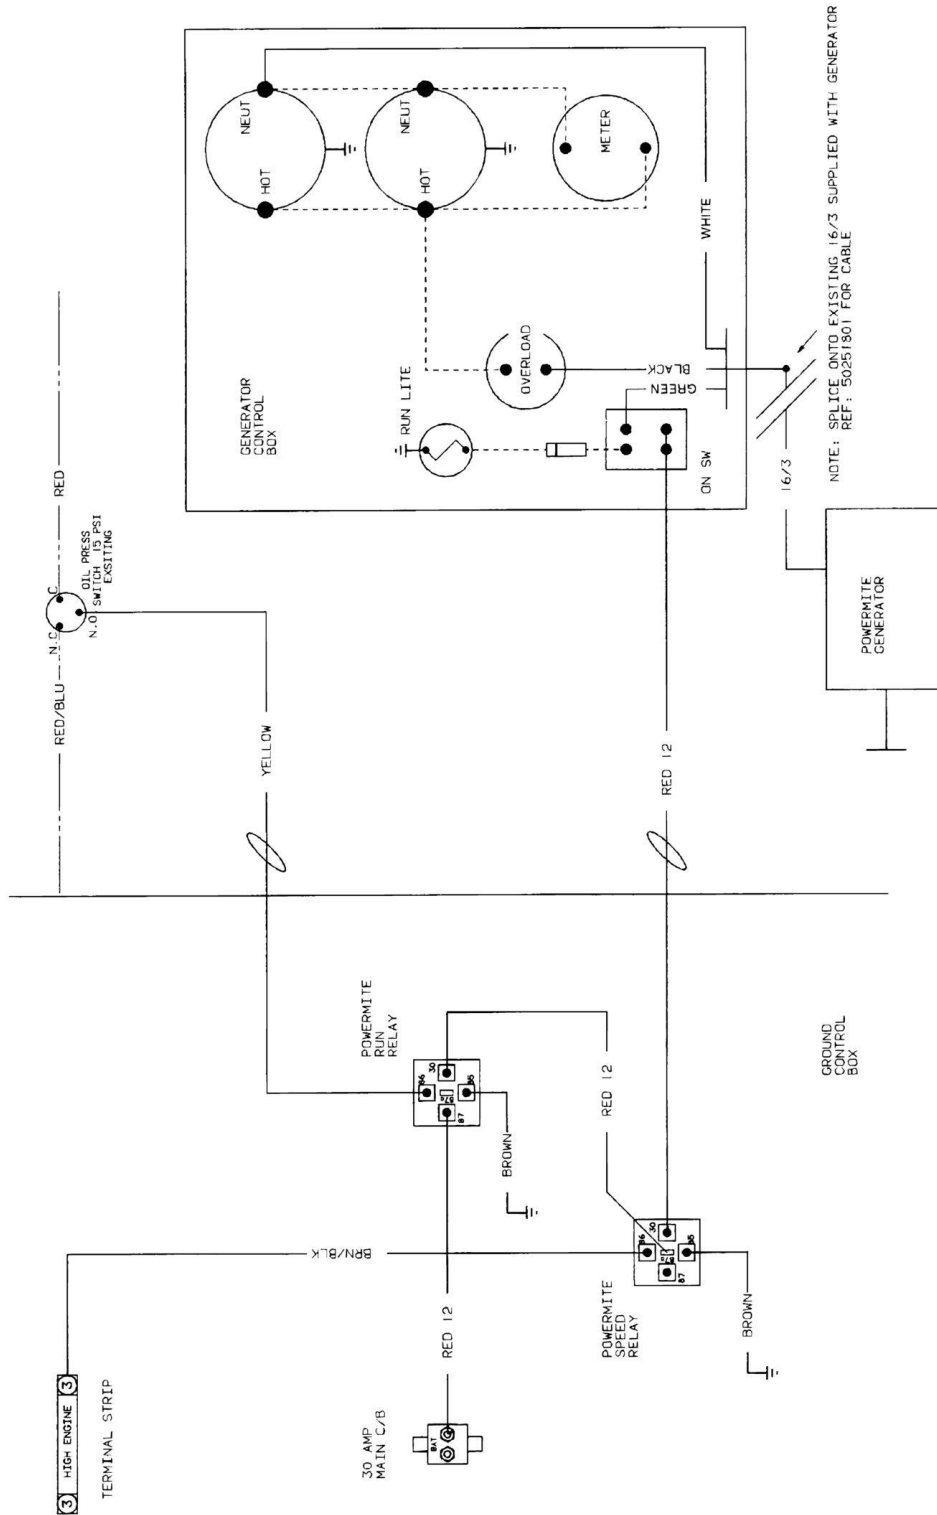 3 HIGH ENGINE 3
TERMINAL STRIP
RED/BLU
N.C
C
N.O.
OIL PRESS
SWITCH 15 PSI
EXSITING
RED
YELLOW
BRN/BLK
30 AMP
MAIN C/B
BAT
RED 12
POWERMITE
RUN
RELAY
86
30
87a
85
87
BROWN
RED 12
POWERMITE
SPEED
RELAY
86
30
87a
85
87
BROWN
GROUND
CONTROL
BOX
RED 12
GENERATOR
CONTROL
BOX
HOT
NEUT
HOT
NEUT
METER
RUN LITE
OVERLOAD
ON SW
GREEN
BLACK
WHITE
16/3
POWERMITE
GENERATOR
NOTE: SPLICE ONTO EXISTING 16/3 SUPPLIED WITH GENERATOR
REF: 50251801 FOR CABLE